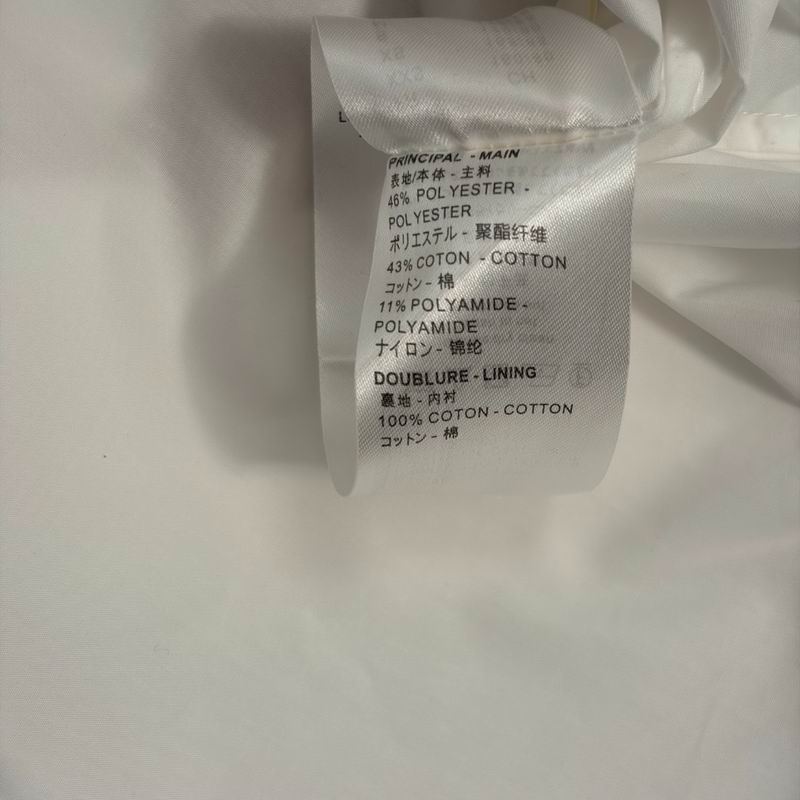 PRINCIPAL - MAIN
表地/本体 - 主料
46% POLYESTER -
POLYESTER
ポリエステル - 聚酯纤维
43% COTON - COTTON
コットン - 棉
11% POLYAMIDE -
POLYAMIDE
ナイロン - 锦纶
DOUBLURE - LINING
裏地 - 内衬
100% COTON - COTTON
コットン - 棉